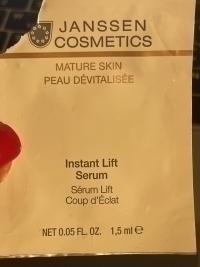 JANSSEN
COSMETICS
MATURE SKIN
PEAU DÉVITALISÉE
Instant Lift
Serum
Sérum Lift
Coup d'Éclat
NET 0.05 FL. OZ. 1,5 ml ℮